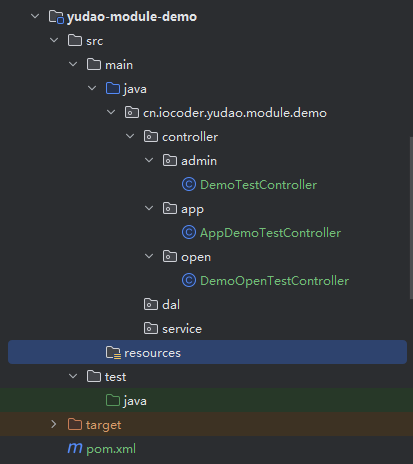 yudao-module-demo
src
main
java
cn.iocoder.yudao.module.demo
controller
admin
DemoTestController
app
AppDemoTestController
open
DemoOpenTestController
dal
service
resources
test
java
target
pom.xml